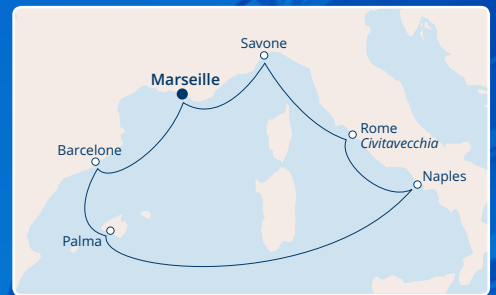 Savone
Marseille
Rome
Civitavecchia
Barcelone
Naples
Palma